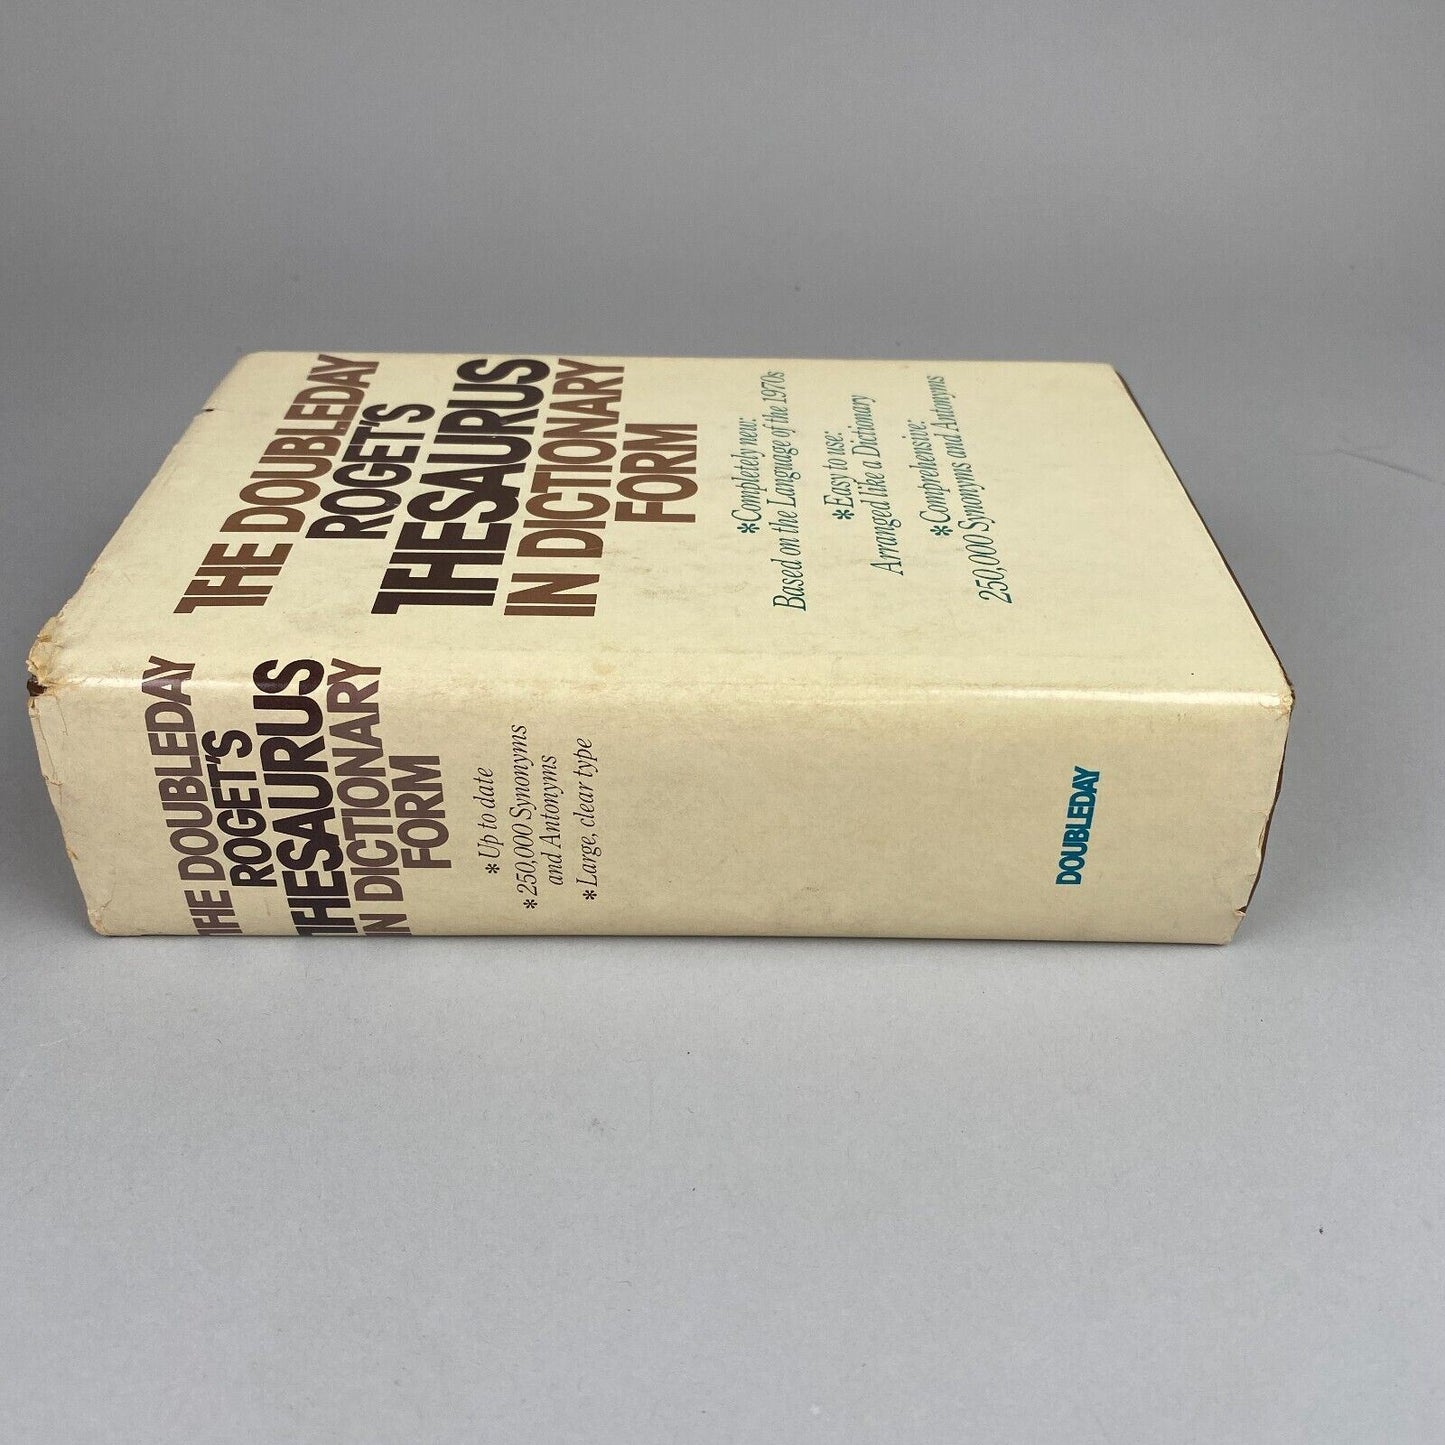 THE DOUBLEDAY
ROGET'S
THESAURUS
IN DICTIONARY
FORM
*Completely new:
Based on the Language of the 1970s
*Easy to use:
Arranged like a Dictionary
*Comprehensive:
250,000 Synonyms and Antonyms
THE DOUBLEDAY
ROGET'S
THESAURUS
IN DICTIONARY
FORM
*Up to date
*250,000 Synonyms
and Antonyms
*Large, clear type
DOUBLEDAY